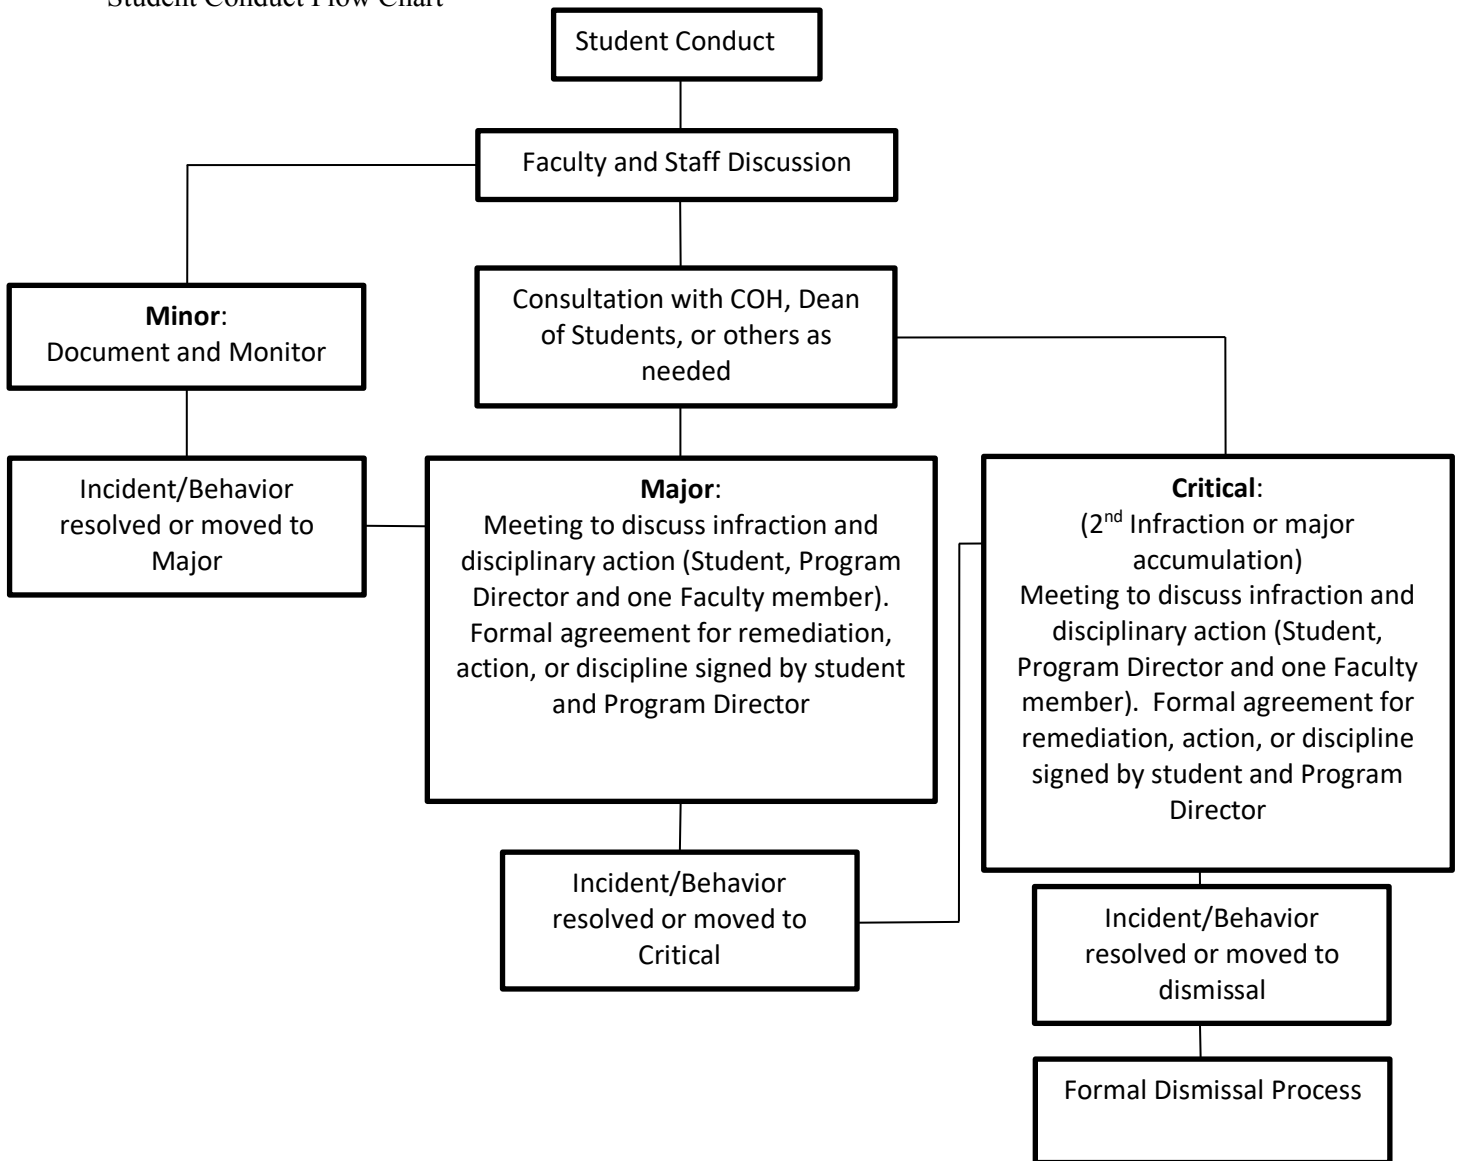 Student Conduct Flow Chart
Student Conduct
Faculty and Staff Discussion
Minor:
Document and Monitor
Consultation with COH, Dean
of Students, or others as
needed
Incident/Behavior
resolved or moved to
Major
Major:
Meeting to discuss infraction and
disciplinary action (Student, Program
Director and one Faculty member).
Formal agreement for remediation,
action, or discipline signed by student
and Program Director
Critical:
(2nd Infraction or major
accumulation)
Meeting to discuss infraction and
disciplinary action (Student,
Program Director and one Faculty
member).  Formal agreement for
remediation, action, or discipline
signed by student and Program
Director
Incident/Behavior
resolved or moved to
Critical
Incident/Behavior
resolved or moved to
dismissal
Formal Dismissal Process